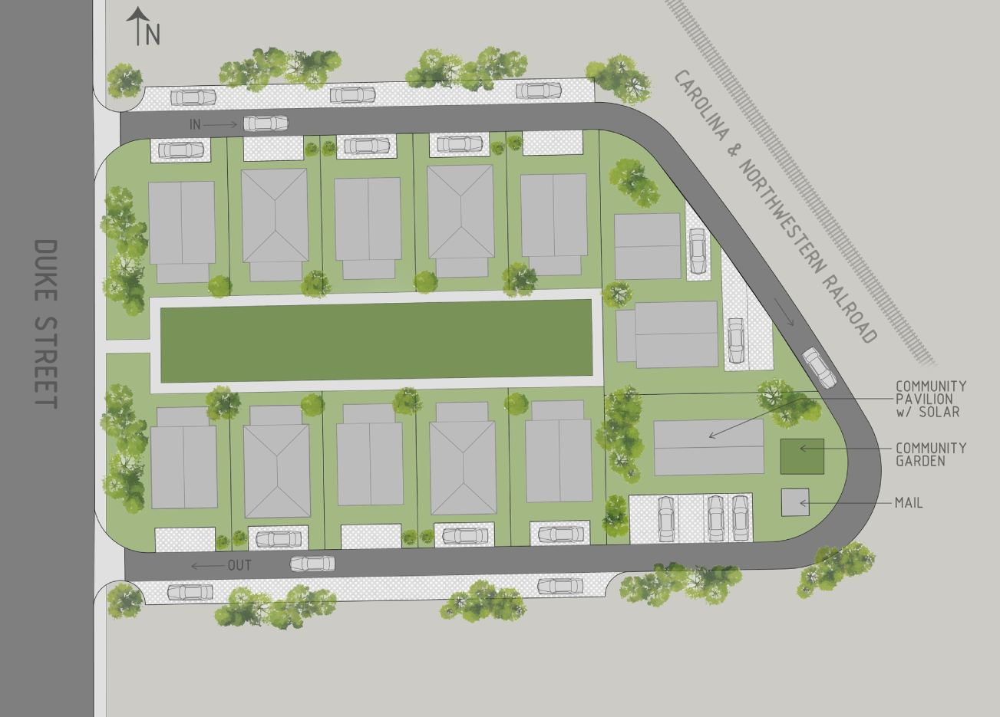 N
IN
CAROLINA & NORTHWESTERN RALROAD
DUKE STREET
COMMUNITY
PAVILION
w/ SOLAR
COMMUNITY
GARDEN
MAIL
OUT